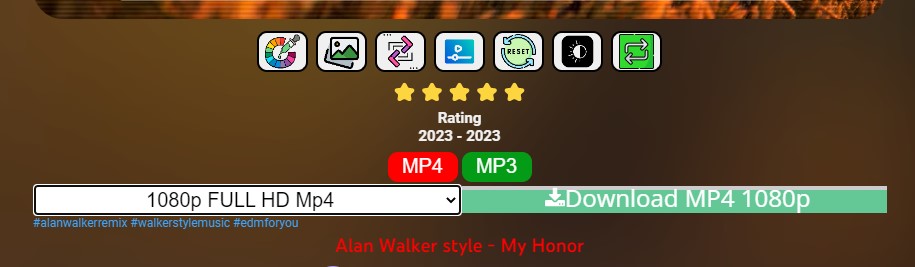 RESET
Rating
2023 - 2023
MP4 MP3
1080p FULL HD Mp4 Download MP4 1080p
#alanwalkerremix #walkerstylemusic #edmforyou
Alan Walker style - My Honor